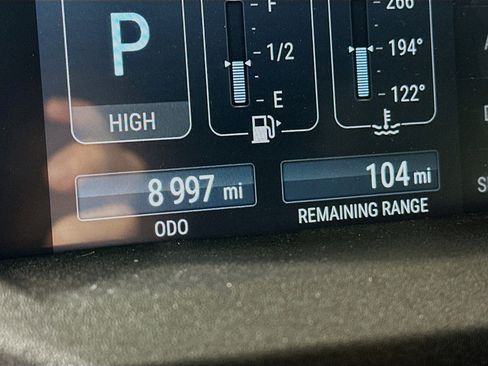 P
HIGH
F
1/2
E
266
194°
122°
8 997 mi
ODO
104 mi
REMAINING RANGE